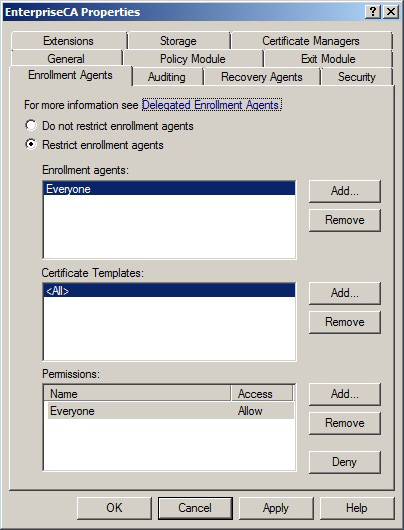 EnterpriseCA Properties
Extensions Storage Certificate Managers
General Policy Module Exit Module
Enrollment Agents Auditing Recovery Agents Security
For more information see Delegated Enrollment Agents.
Do not restrict enrollment agents
Restrict enrollment agents
Enrollment agents:
Everyone
Add...
Remove
Certificate Templates:
<All>
Add...
Remove
Permissions:
Name Access
Everyone Allow
Add...
Remove
Deny
OK Cancel Apply Help